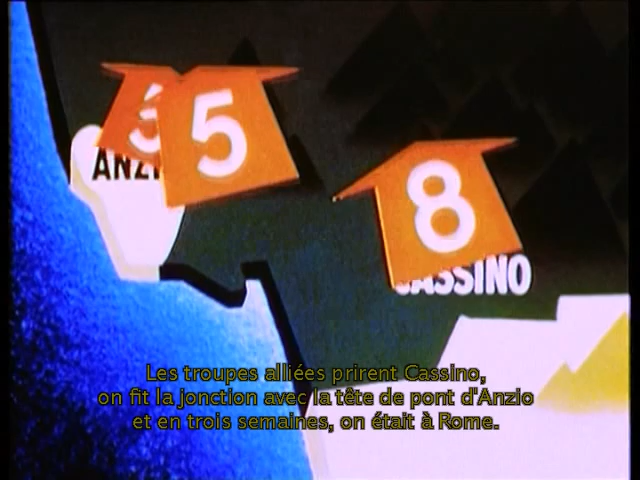 5
5
8
ANZI
CASSINO
Les troupes alliées prirent Cassino,
on fit la jonction avec la tête de pont d'Anzio
et en trois semaines, on était à Rome.